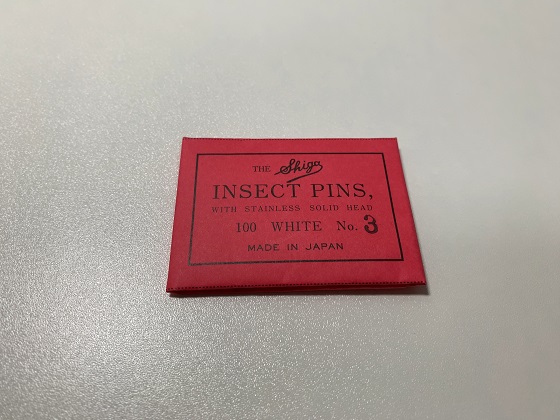 THE Shiga
INSECT PINS,
WITH STAINLESS SOLID HEAD
100 WHITE No. 3
MADE IN JAPAN